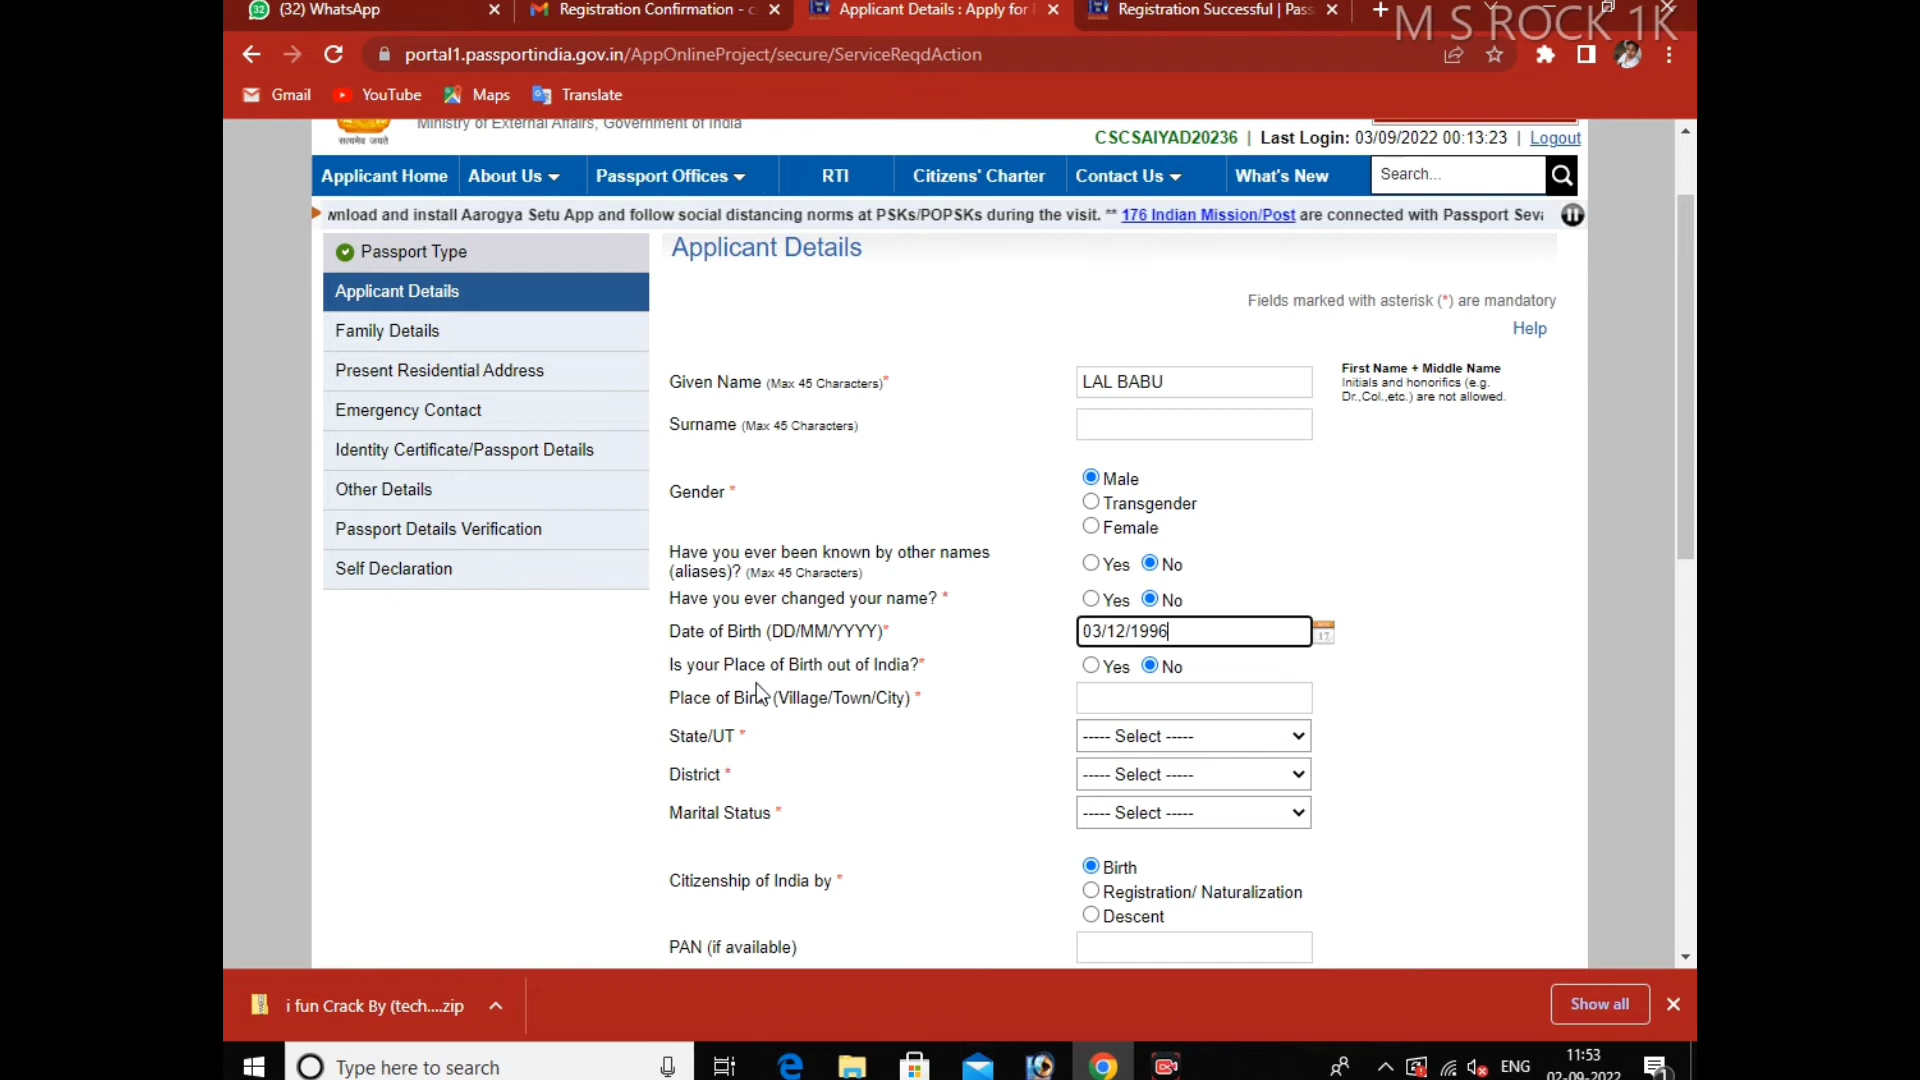 (32) WhatsApp
Registration Confirmation - c
Applicant Details : Apply for
Registration Successful | Pas
M S ROCK 1K
portal1.passportindia.gov.in/AppOnlineProject/secure/ServiceReqdAction
Gmail
YouTube
Maps
Translate
सत्यमेव जयते
Ministry of External Affairs, Government of India
CSCSAIYAD20236 | Last Login: 03/09/2022 00:13:23 | Logout
Applicant Home
About Us
Passport Offices
RTI
Citizens' Charter
Contact Us
What's New
Search...
wnload and install Aarogya Setu App and follow social distancing norms at PSKs/POPSKs during the visit. ** 176 Indian Mission/Post are connected with Passport Seva
Passport Type
Applicant Details
Family Details
Present Residential Address
Emergency Contact
Identity Certificate/Passport Details
Other Details
Passport Details Verification
Self Declaration
Applicant Details
Fields marked with asterisk (*) are mandatory
Help
Given Name (Max 45 Characters)*
LAL BABU
First Name + Middle Name
Initials and honorifics (e.g.
Dr.,Col.,etc.) are not allowed.
Surname (Max 45 Characters)
Gender *
Male
Transgender
Female
Have you ever been known by other names
(aliases)? (Max 45 Characters)
Yes No
Have you ever changed your name? *
Yes No
Date of Birth (DD/MM/YYYY)*
03/12/1996
17
Is your Place of Birth out of India?*
Yes No
Place of Birth (Village/Town/City) *
State/UT *
----- Select -----
District *
----- Select -----
Marital Status *
----- Select -----
Citizenship of India by *
Birth
Registration/ Naturalization
Descent
PAN (if available)
i fun Crack By (tech....zip
Show all
Type here to search
ENG
11:53
02-09-2022